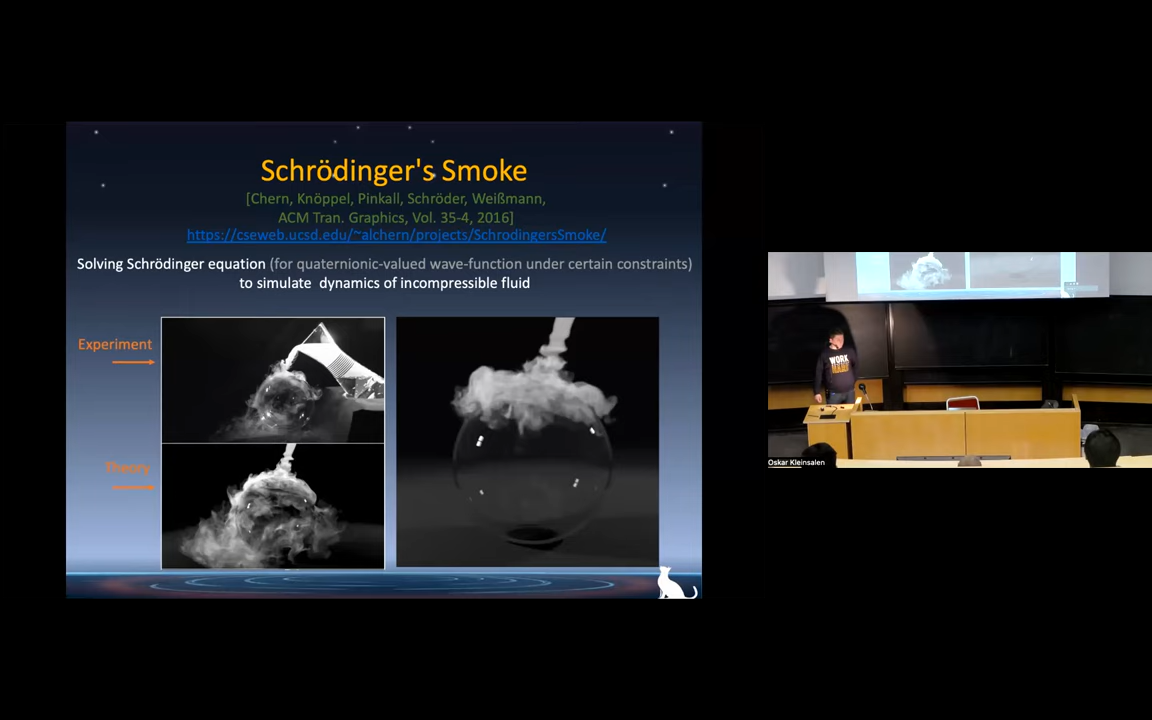 Schrödinger's Smoke
[Chern, Knöppel, Pinkall, Schröder, Weißmann,
ACM Tran. Graphics, Vol. 35-4, 2016]
https://cseweb.ucsd.edu/~alchern/projects/SchrodingersSmoke/
Solving Schrödinger equation (for quaternionic-valued wave-function under certain constraints)
to simulate dynamics of incompressible fluid
Experiment
Theory
WORK
Oskar Kleinsalen